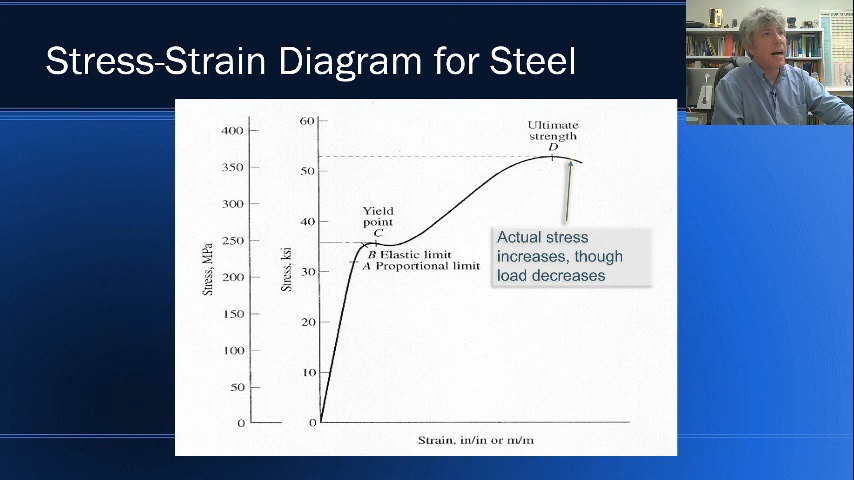 Stress-Strain Diagram for Steel
400
350
300
250
200
150
100
50
0
Stress, MPa
60
50
40
30
20
10
0
Stress, ksi
Ultimate
strength
D
Yield
point
C
B Elastic limit
A Proportional limit
Actual stress
increases, though
load decreases
Strain, in/in or m/m